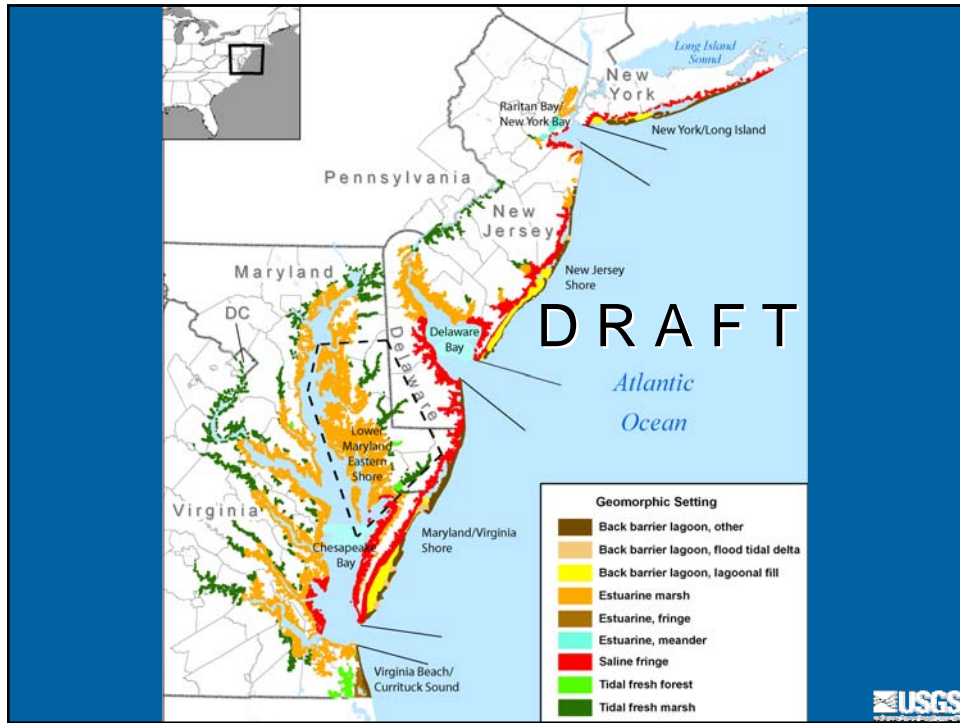 Long Island
Sound
New
York
Raritan Bay/
New York Bay
New York/Long Island
Pennsylvania
New
Jersey
Maryland
New Jersey
Shore
DC
DRAFT
Delaware
Bay
Delaware
Atlantic
Ocean
Lower
Maryland
Eastern
Shore
Virginia
Maryland/Virginia
Shore
Chesapeake
Bay
Virginia Beach/
Currituck Sound
Geomorphic Setting
Back barrier lagoon, other
Back barrier lagoon, flood tidal delta
Back barrier lagoon, lagoonal fill
Estuarine marsh
Estuarine, fringe
Estuarine, meander
Saline fringe
Tidal fresh forest
Tidal fresh marsh
USGS